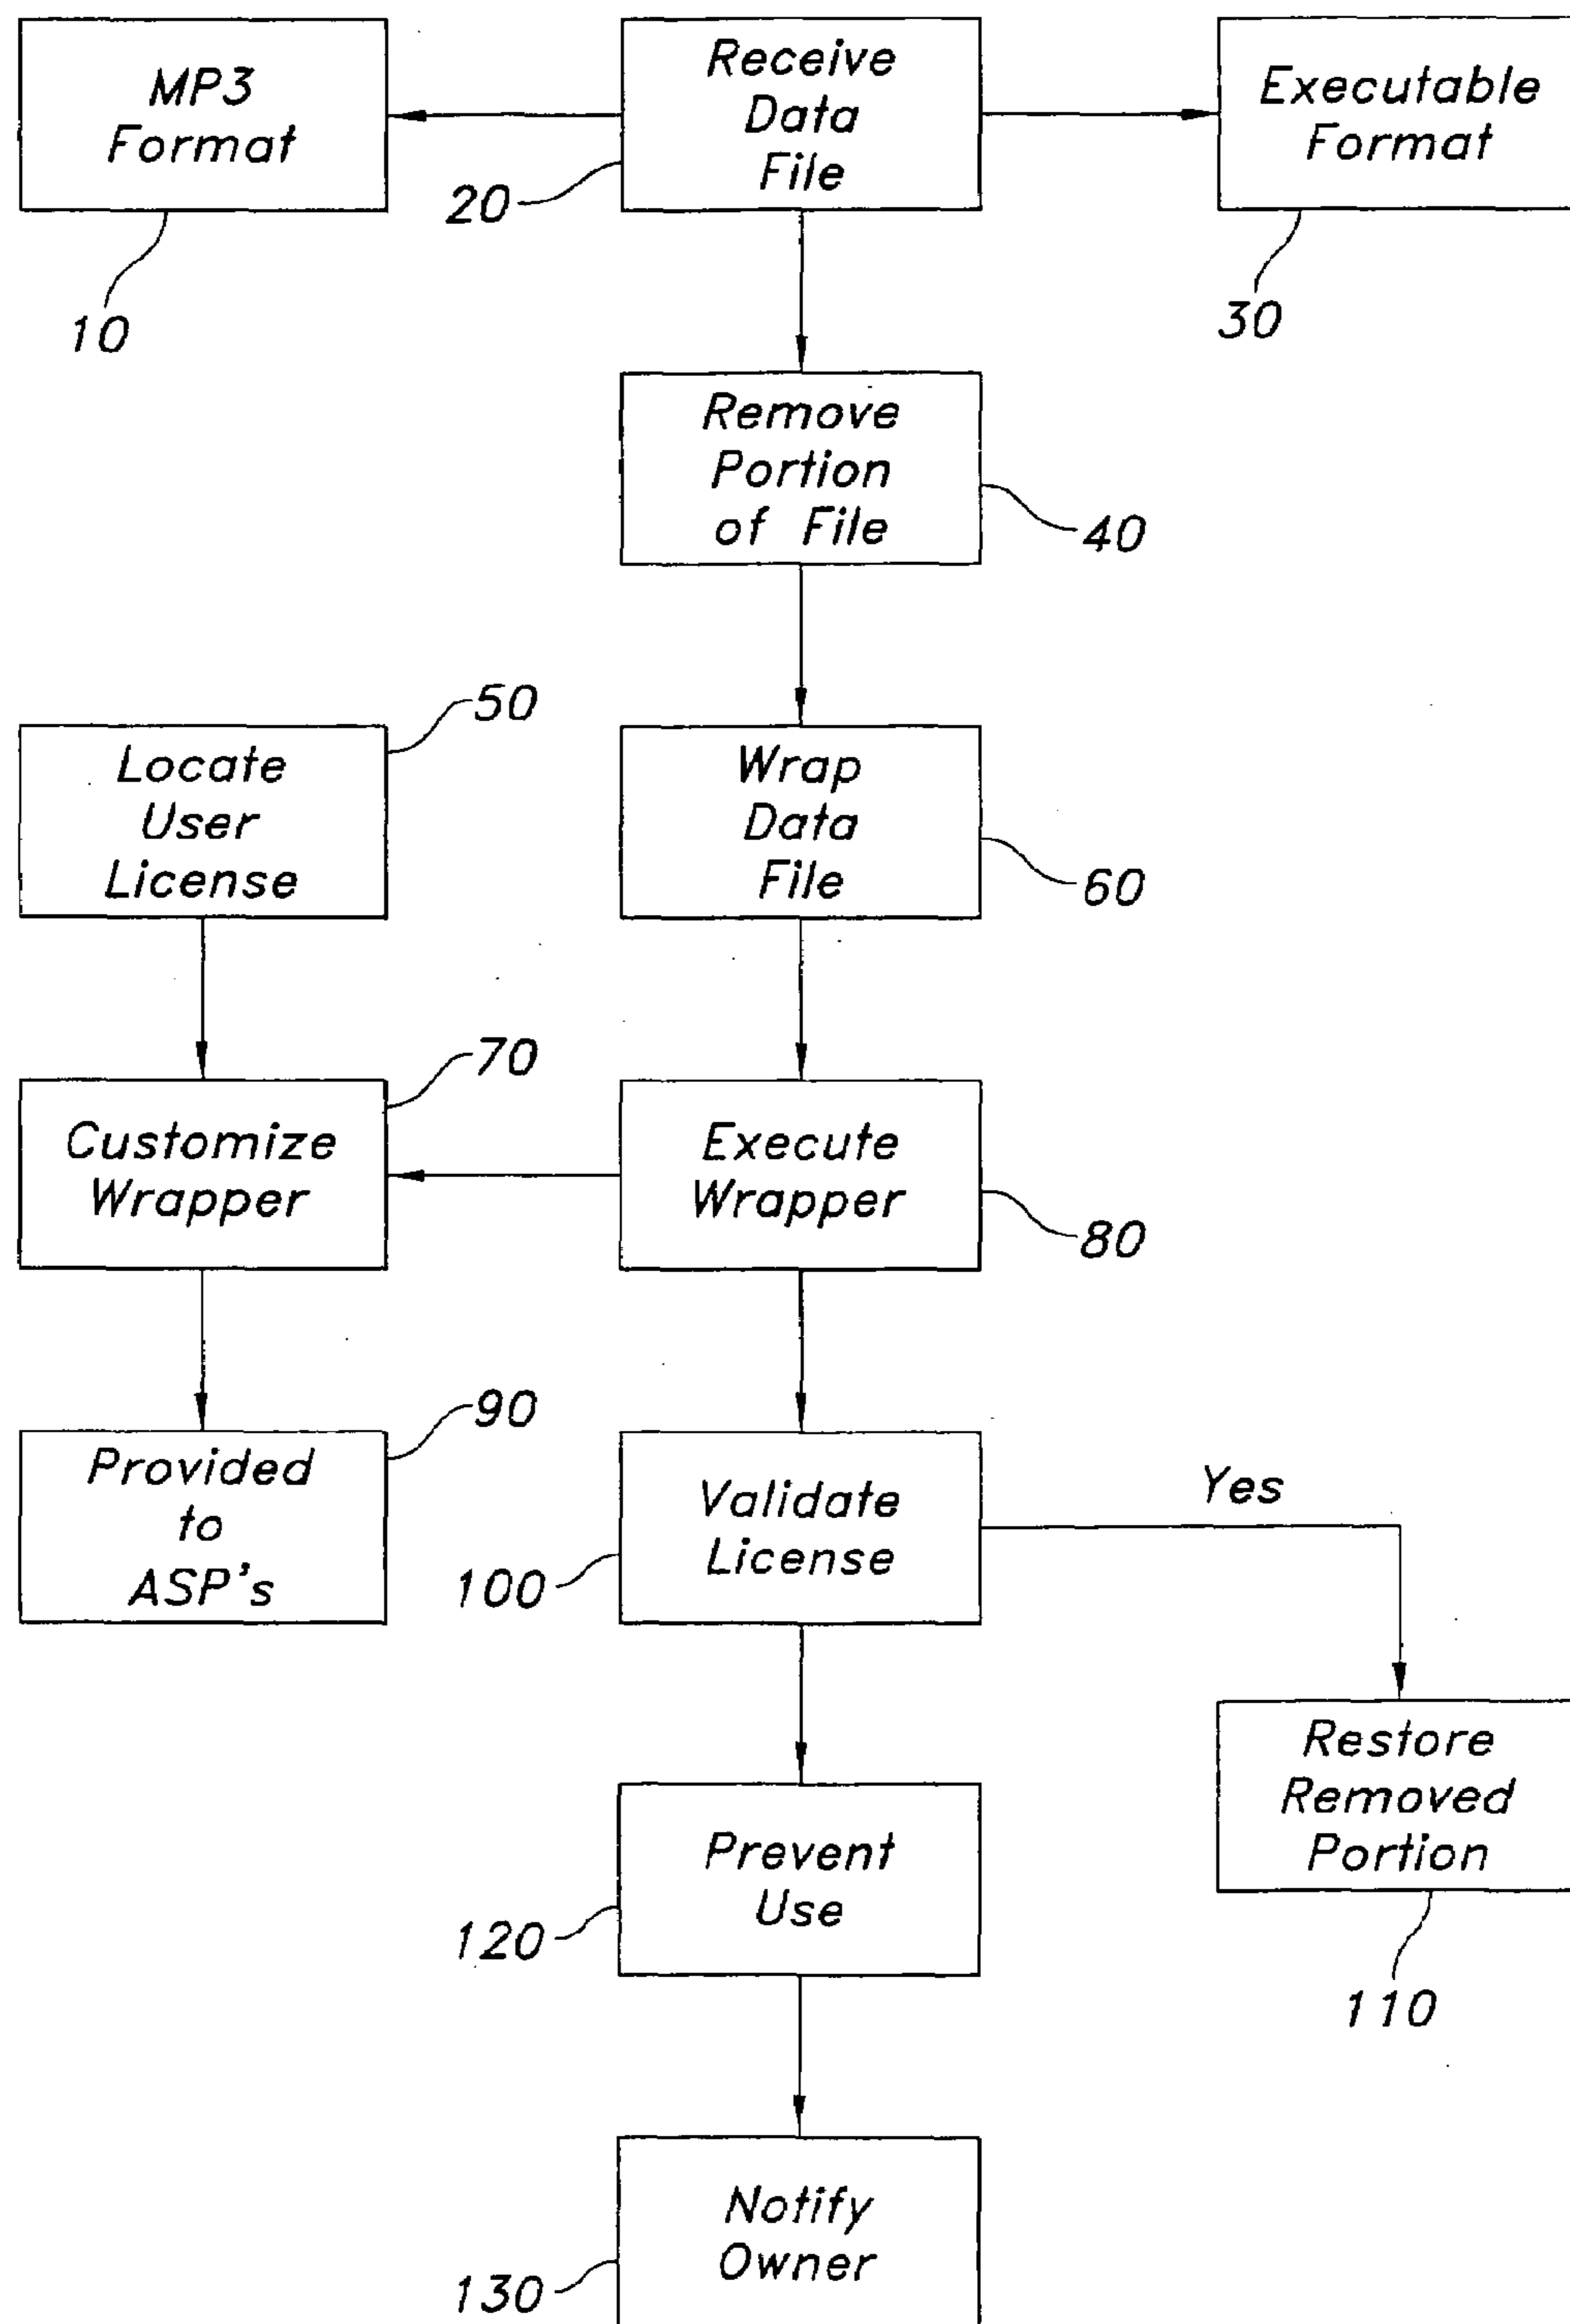 MP3
Format
10
Receive
Data
File
20
Executable
Format
30
Remove
Portion
of File
40
Locate
User
License
50
Wrap
Data
File
60
Customize
Wrapper
70
Execute
Wrapper
80
Provided
to
ASP's
90
Validate
License
100
Yes
Restore
Removed
Portion
110
Prevent
Use
120
Notify
Owner
130